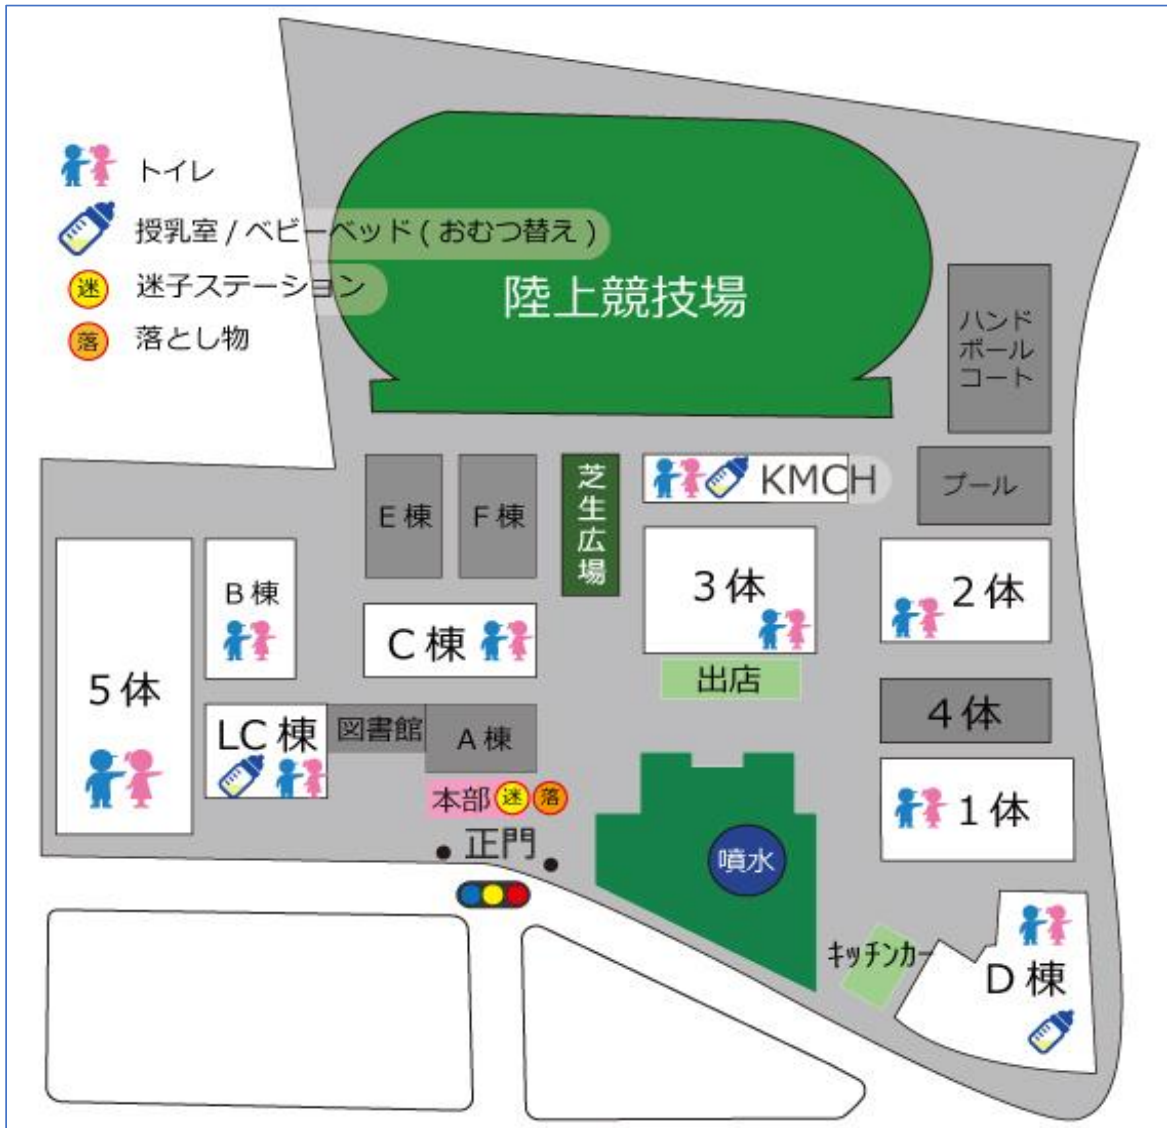 トイレ
授乳室 / ベビーベッド ( おむつ替え )
迷 迷子ステーション
落 落とし物
陸上競技場
ハンド
ボール
コート
E 棟
F 棟
芝生広場
KMCH
プール
B 棟
C 棟
3 体
2 体
5 体
出店
LC 棟
図書館
A 棟
4 体
本部 迷 落
正門
噴水
1 体
キッチンカー
D 棟